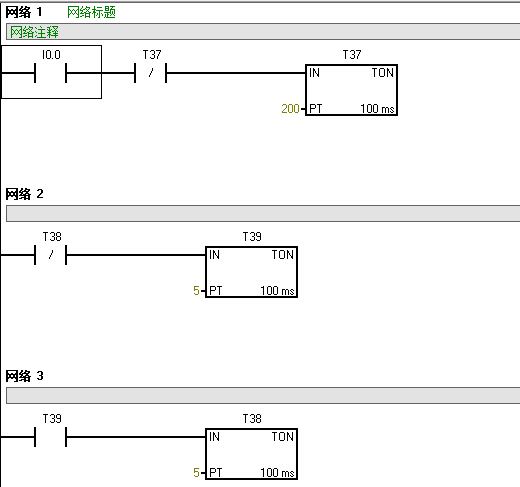 网络 1 网络标题
网络注释
I0.0 T37 T37
/ IN TON
200 PT 100 ms
网络 2
T38 T39
/ IN TON
5 PT 100 ms
网络 3
T39 T38
IN TON
5 PT 100 ms